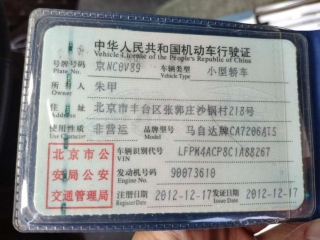 中华人民共和国机动车行驶证
Vehicle License of the People's Republic of China
号牌号码 京NC0V89 车辆类型 小型轿车
Plate No. Vehicle Type
所有人 朱甲
Owner
住址 北京市丰台区张郭庄沙锅村218号
Address
使用性质 非营运 品牌型号 马自达牌CA7206ATS
Use Character Model
北京市公 车辆识别代号 LFPM4ACP8C1A88267
VIN
安局公安 发动机号码 90073610
Engine No.
交通管理局 注册日期 2012-12-17 发证日期 2012-12-17
Register Date Issue Date